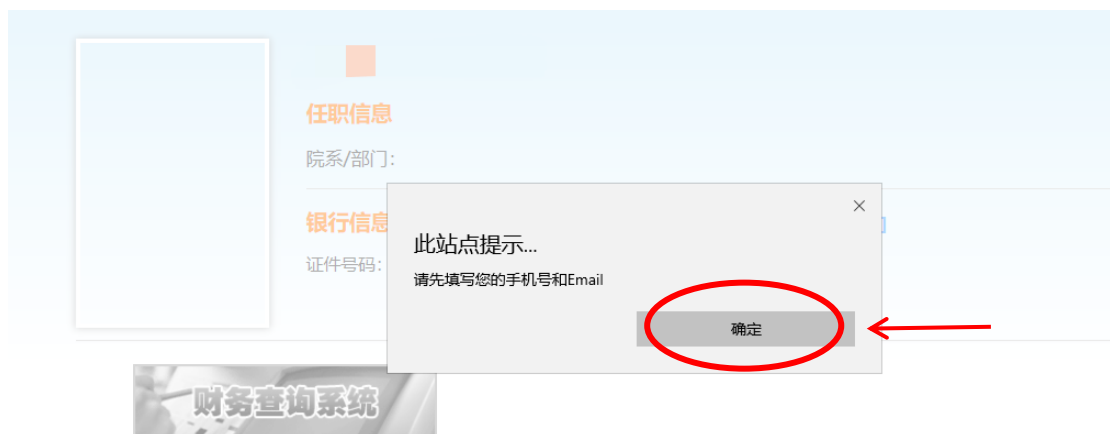 任职信息
院系/部门：
银行信息
证件号码：
此站点提示...
请先填写您的手机号和Email
确定
财务查询系统